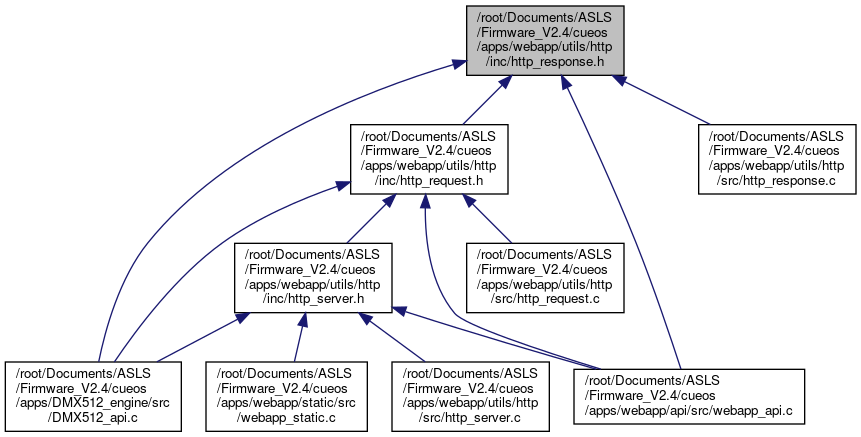 /root/Documents/ASLS
/Firmware_V2.4/cueos
/apps/webapp/utils/http
/inc/http_response.h
/root/Documents/ASLS
/Firmware_V2.4/cueos
/apps/webapp/utils/http
/inc/http_request.h
/root/Documents/ASLS
/Firmware_V2.4/cueos
/apps/webapp/utils/http
/src/http_response.c
/root/Documents/ASLS
/Firmware_V2.4/cueos
/apps/webapp/utils/http
/inc/http_server.h
/root/Documents/ASLS
/Firmware_V2.4/cueos
/apps/webapp/utils/http
/src/http_request.c
/root/Documents/ASLS
/Firmware_V2.4/cueos
/apps/DMX512_engine/src
/DMX512_api.c
/root/Documents/ASLS
/Firmware_V2.4/cueos
/apps/webapp/static/src
/webapp_static.c
/root/Documents/ASLS
/Firmware_V2.4/cueos
/apps/webapp/utils/http
/src/http_server.c
/root/Documents/ASLS
/Firmware_V2.4/cueos
/apps/webapp/api/src/webapp_api.c